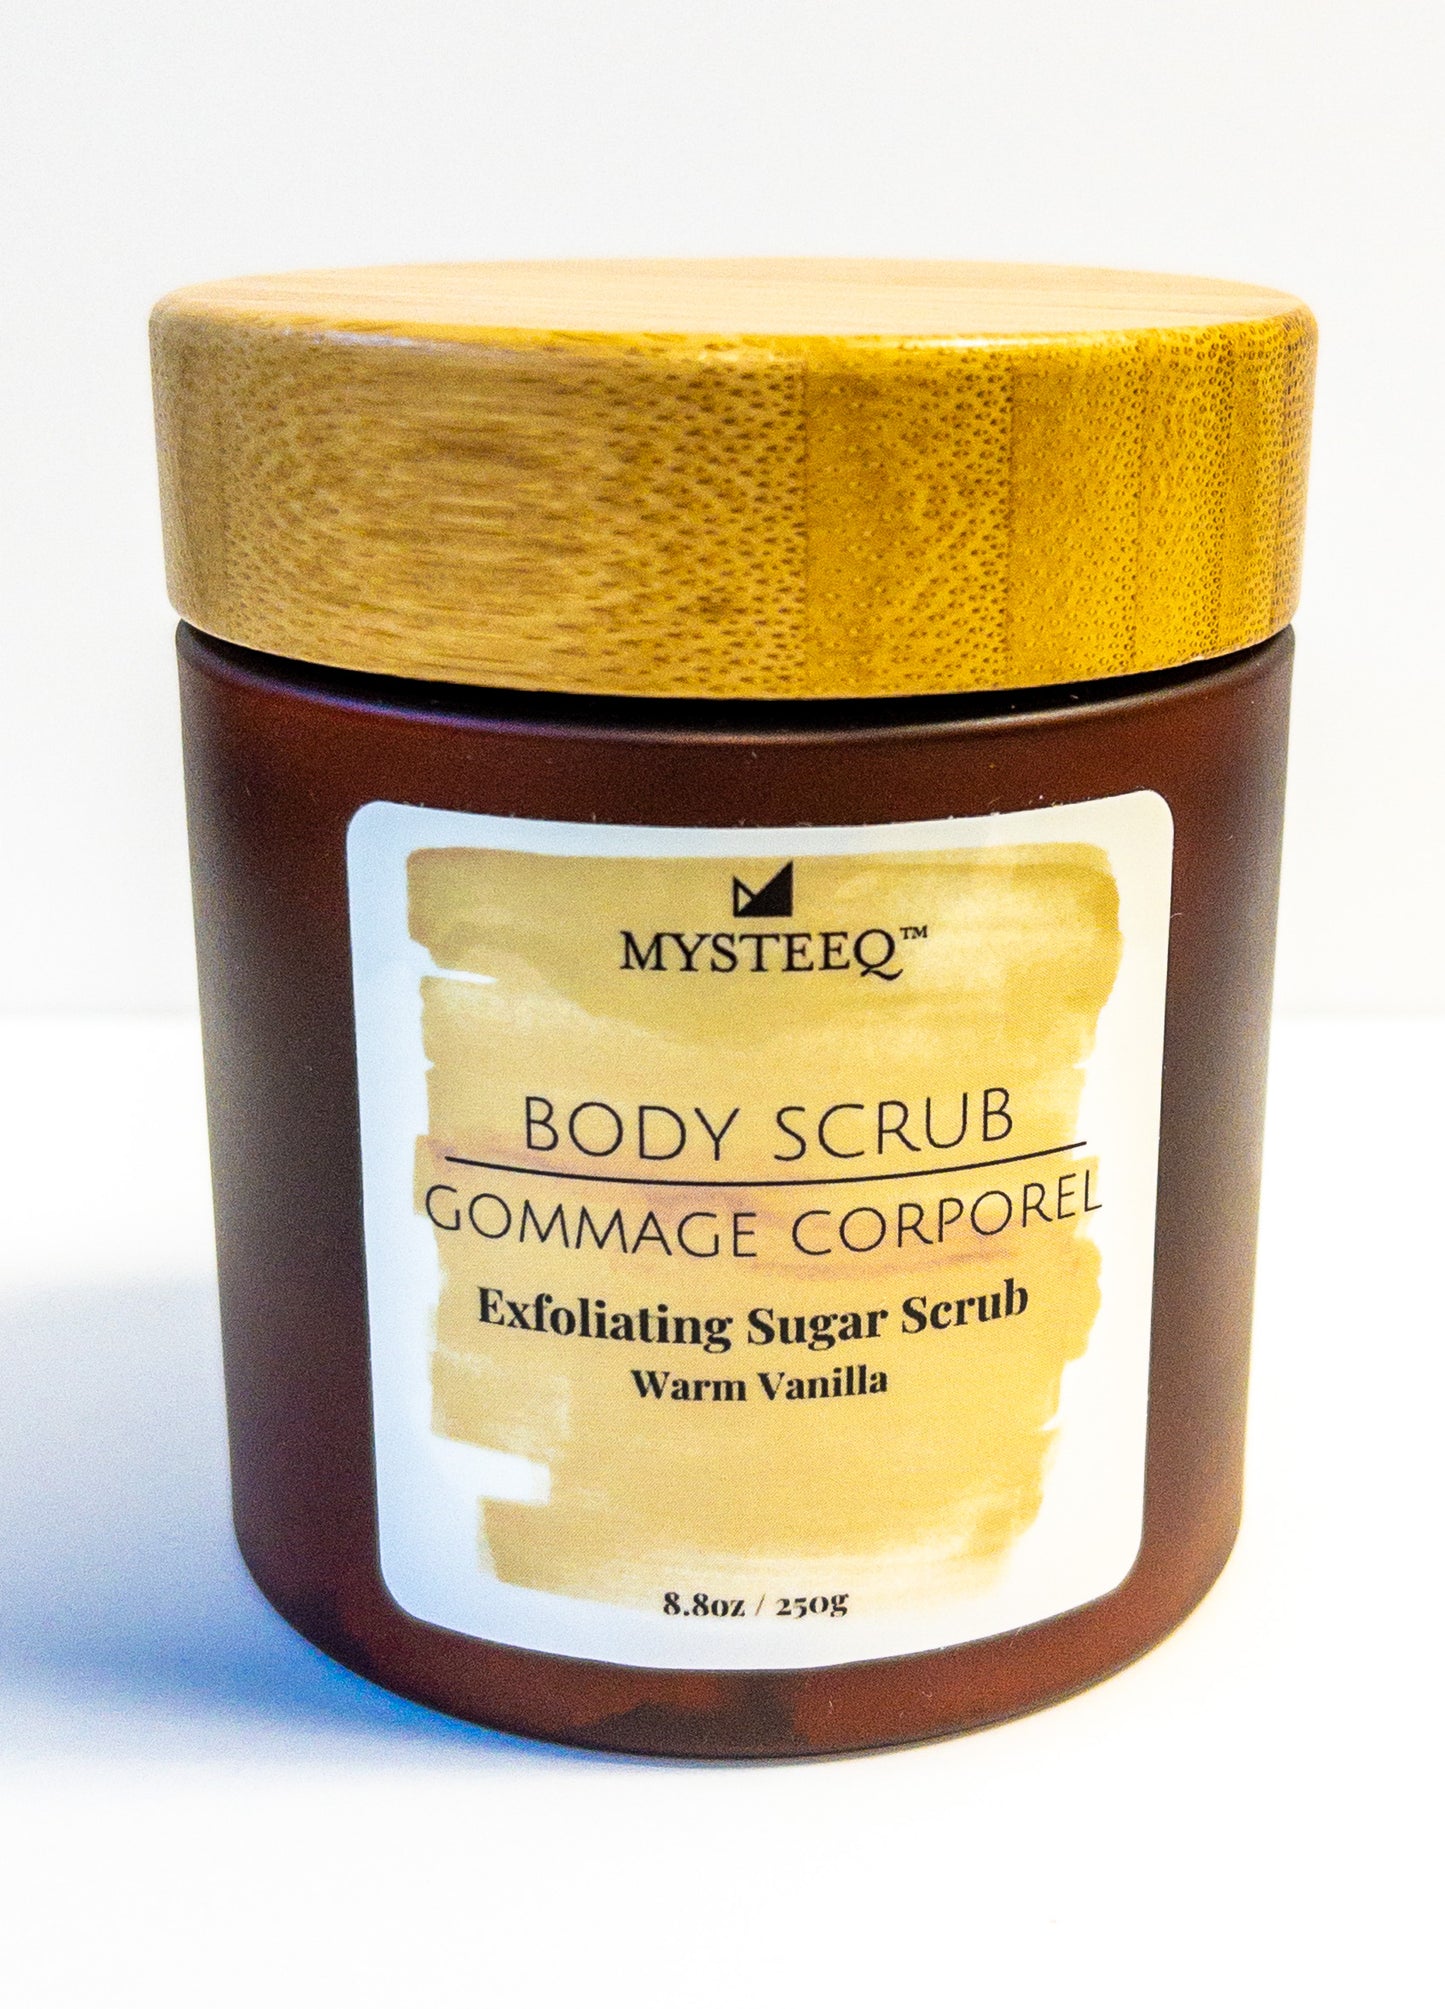 MYSTEEQ™
BODY SCRUB
GOMMAGE CORPOREL
Exfoliating Sugar Scrub
Warm Vanilla
8.8oz / 250g